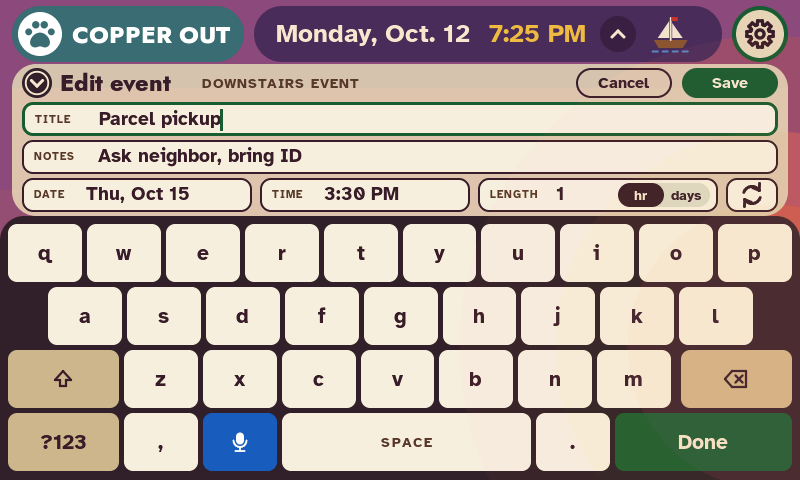 COPPER OUT
Monday, Oct. 12 7:25 PM
Edit event DOWNSTAIRS EVENT Cancel Save
TITLE Parcel pickup
NOTES Ask neighbor, bring ID
DATE Thu, Oct 15 TIME 3:30 PM LENGTH 1 hr days
q w e r t y u i o p
a s d f g h j k l
z x c v b n m
?123 , SPACE . Done